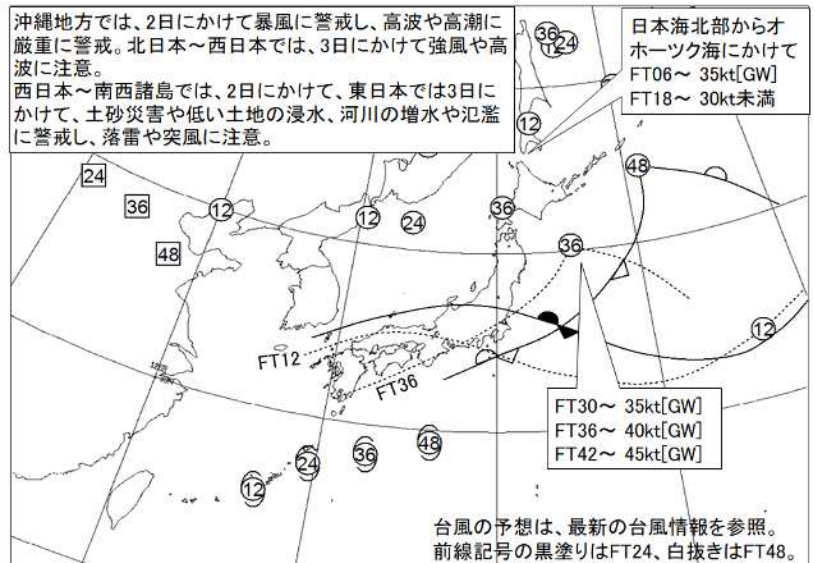 沖縄地方では、2日にかけて暴風に警戒し、高波や高潮に
厳重に警戒。北日本～西日本では、3日にかけて強風や高
波に注意。
西日本～南西諸島では、2日にかけて、東日本では3日に
かけて、土砂災害や低い土地の浸水、河川の増水や氾濫
に警戒し、落雷や突風に注意。
日本海北部からオ
ホーツク海にかけて
FT06～ 35kt[GW]
FT18～ 30kt未満
36
24
12
12
48
24
36
12
12
24
36
48
36
12
FT12
FT36
FT30～ 35kt[GW]
FT36～ 40kt[GW]
FT42～ 45kt[GW]
48
36
24
12
台風の予想は、最新の台風情報を参照。
前線記号の黒塗りはFT24、白抜きはFT48。